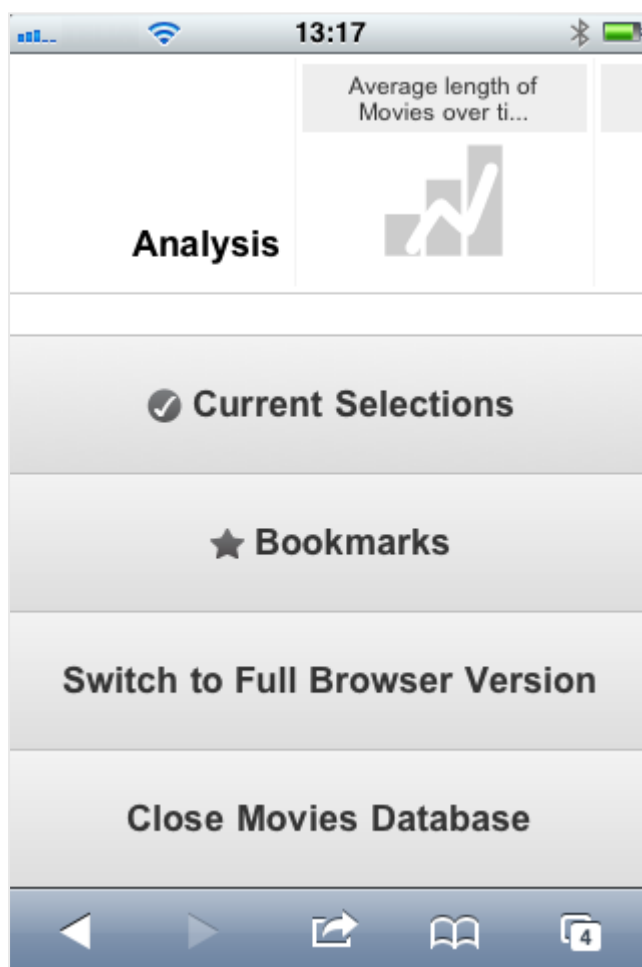 13:17
Average length of
Movies over ti...
Analysis
Current Selections
Bookmarks
Switch to Full Browser Version
Close Movies Database
4